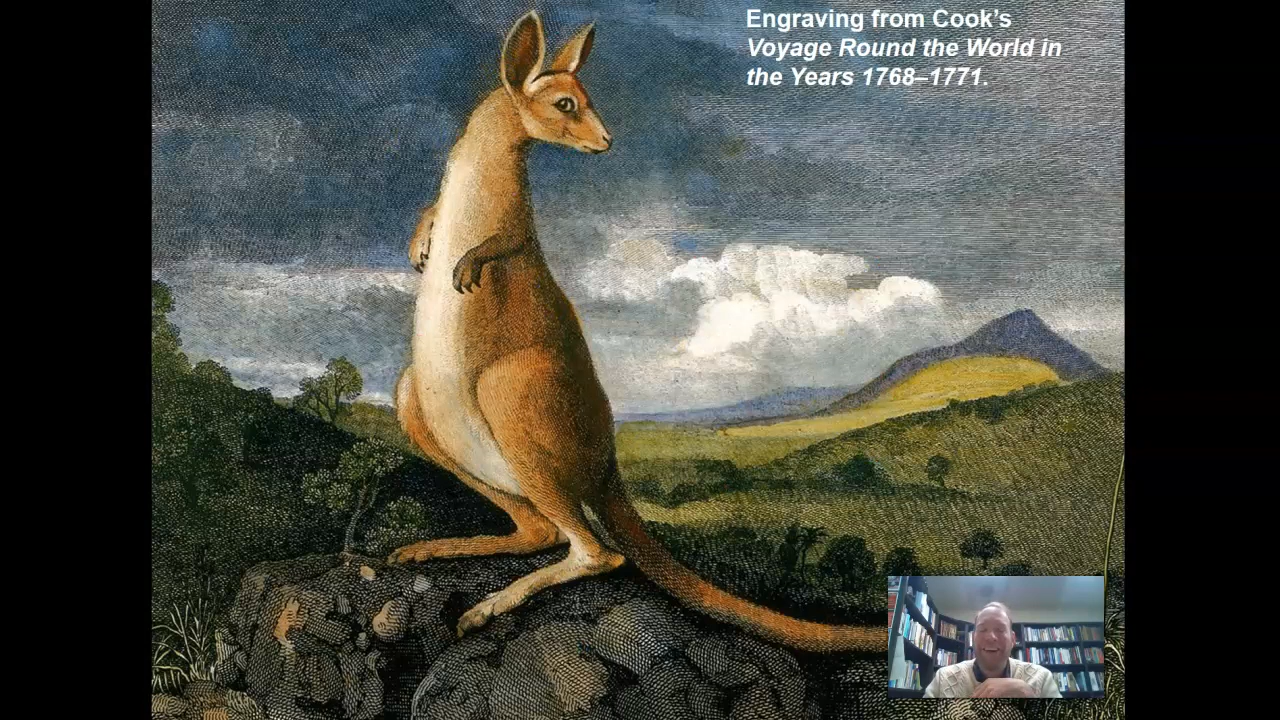 Engraving from Cook’s
Voyage Round the World in
the Years 1768–1771.